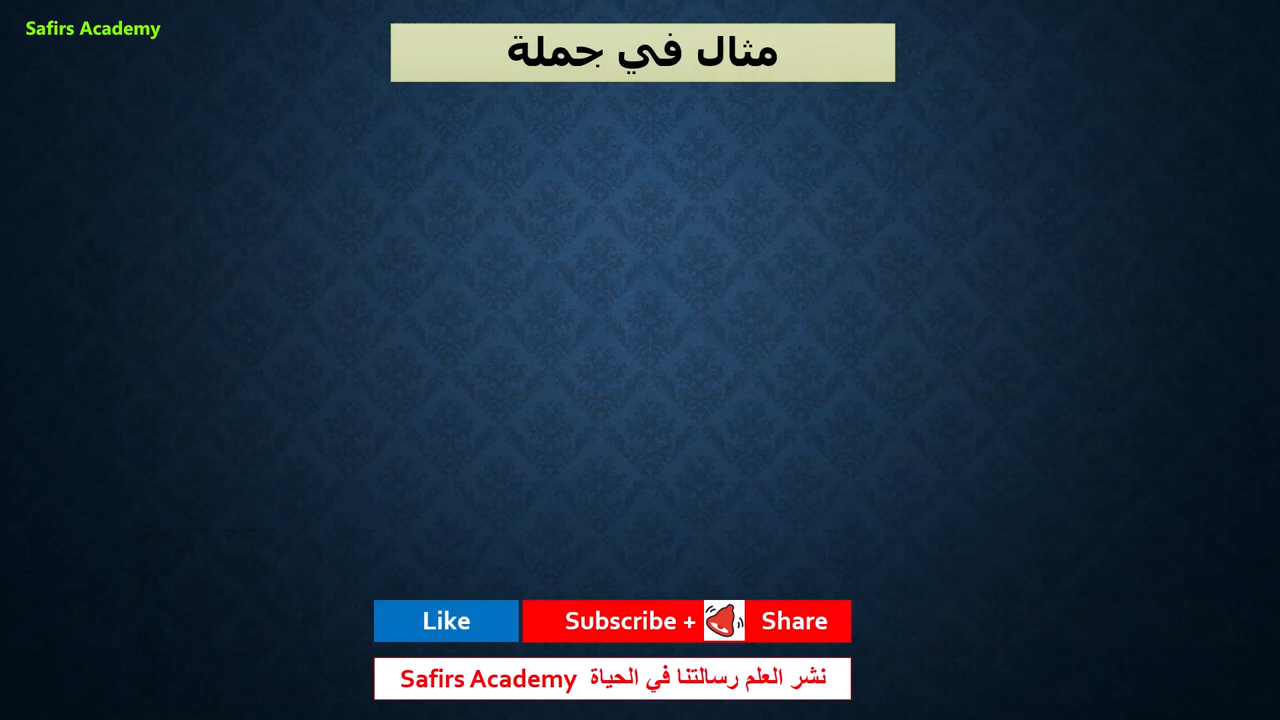 Safirs Academy
مثال في جملة
Like
Subscribe +
Share
نشر العلم رسالتنا في الحياة Safirs Academy